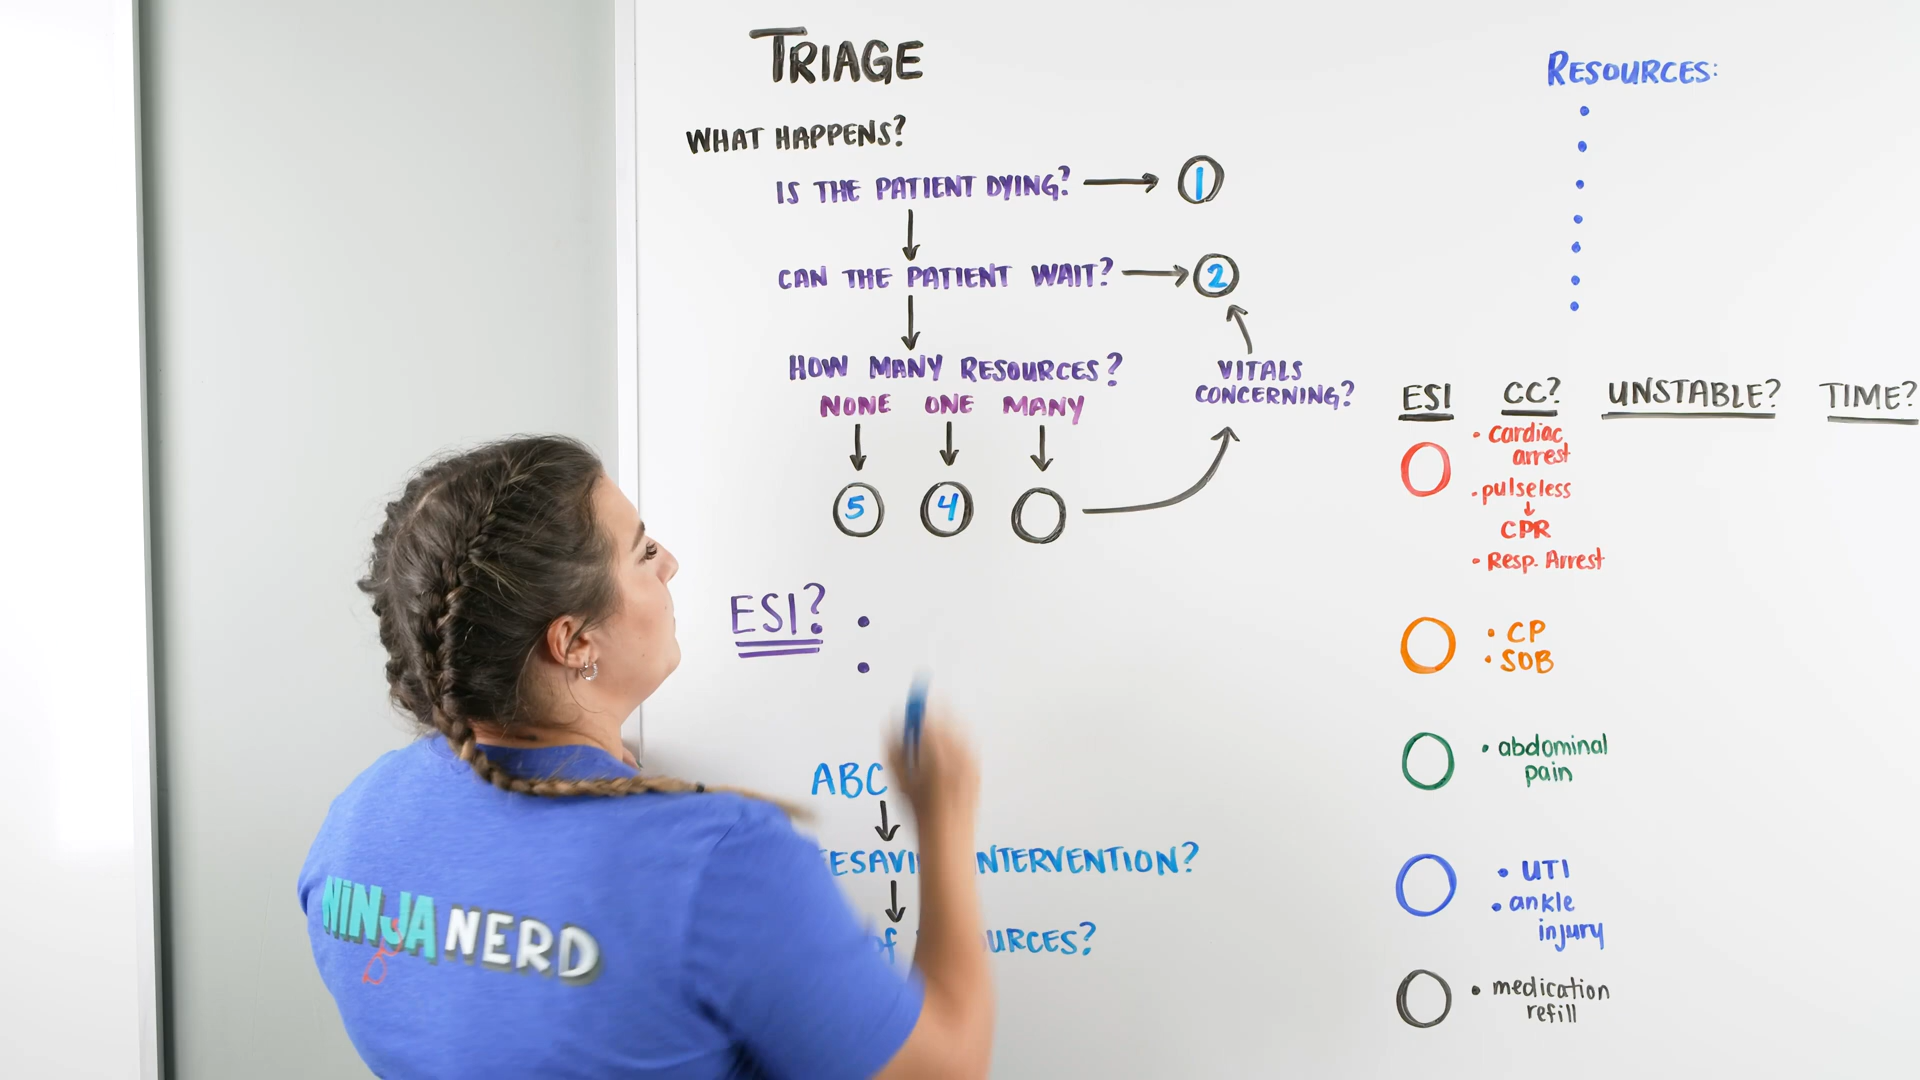 TRIAGE
WHAT HAPPENS?
IS THE PATIENT DYING? 1
CAN THE PATIENT WAIT? 2
HOW MANY RESOURCES?
NONE ONE MANY
5 4
VITALS
CONCERNING?
ESI?
ABC
INTERVENTION?
of
RESOURCES:
ESI CC? UNSTABLE? TIME?
• Cardiac
arrest
• pulseless
CPR
• Resp. Arrest
• CP
• SOB
• abdominal
pain
• UTI
• ankle
injury
• medication
refill
NINJA NERD